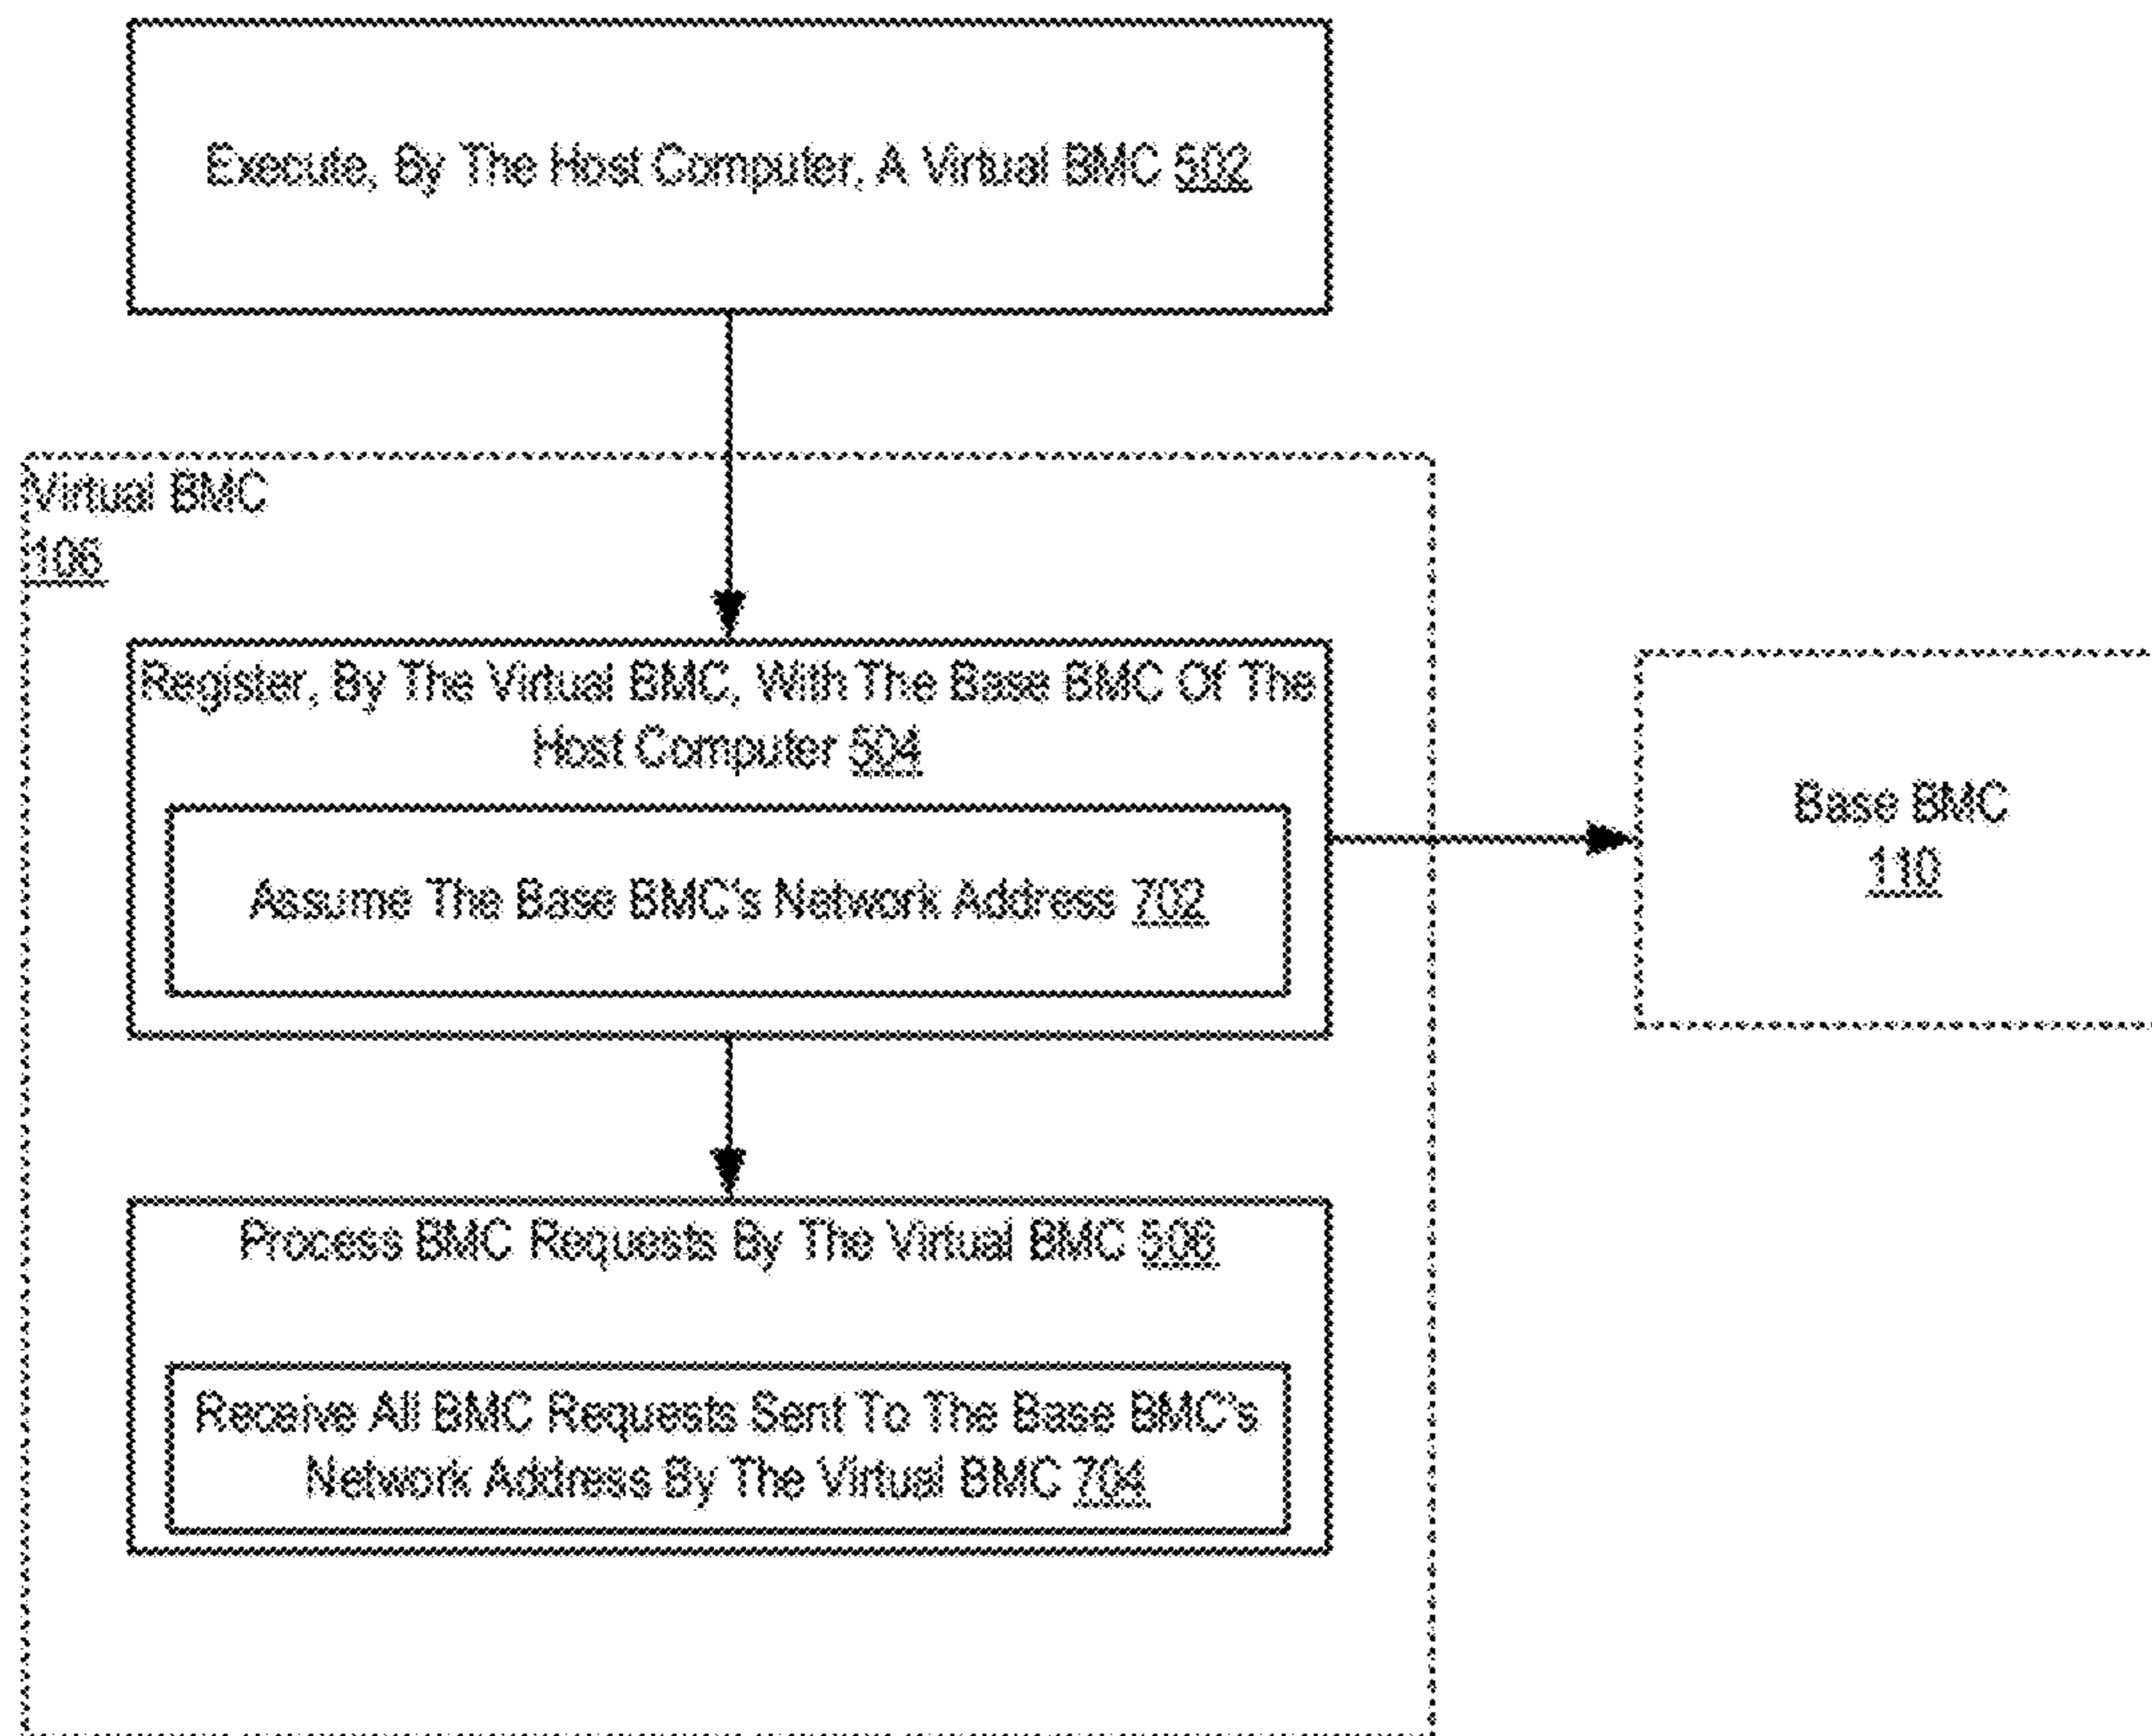 Execute, By The Host Computer, A Virtual BMC 502
Virtual BMC
106
Register, By The Virtual BMC, With The Base BMC Of The
Host Computer 504
Assume The Base BMC's Network Address 702
Base BMC
110
Process BMC Requests By The Virtual BMC 506
Receive All BMC Requests Sent To The Base BMC's
Network Address By The Virtual BMC 704